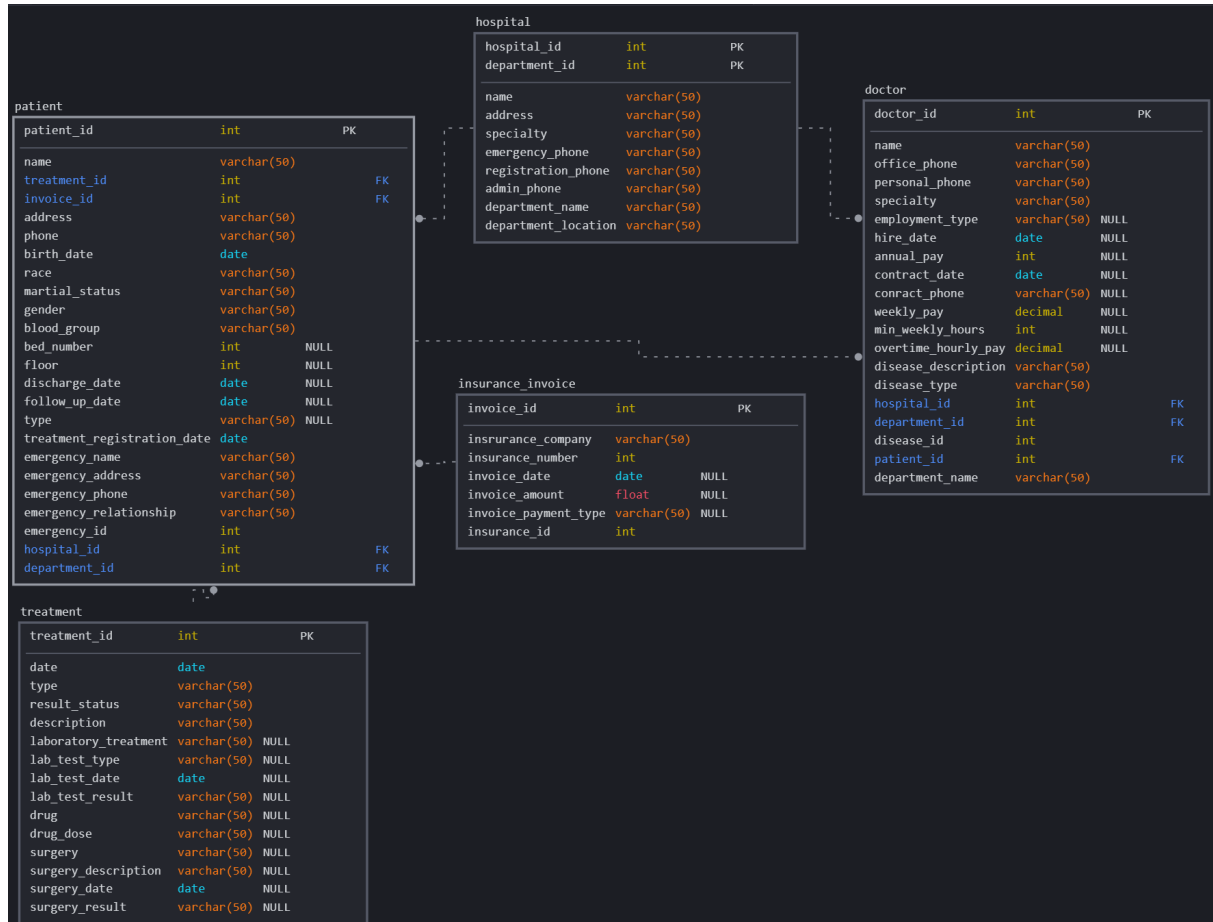 hospital
hospital_id int PK
department_id int PK
name varchar(50)
address varchar(50)
specialty varchar(50)
emergency_phone varchar(50)
registration_phone varchar(50)
admin_phone varchar(50)
department_name varchar(50)
department_location varchar(50)
doctor
doctor_id int PK
name varchar(50)
office_phone varchar(50)
personal_phone varchar(50)
specialty varchar(50)
employment_type varchar(50) NULL
hire_date date NULL
annual_pay int NULL
contract_date date NULL
conract_phone varchar(50) NULL
weekly_pay decimal NULL
min_weekly_hours int NULL
overtime_hourly_pay decimal NULL
disease_description varchar(50)
disease_type varchar(50)
hospital_id int FK
department_id int FK
disease_id int
patient_id int FK
department_name varchar(50)
patient
patient_id int PK
name varchar(50)
treatment_id int FK
invoice_id int FK
address varchar(50)
phone varchar(50)
birth_date date
race varchar(50)
martial_status varchar(50)
gender varchar(50)
blood_group varchar(50)
bed_number int NULL
floor int NULL
discharge_date date NULL
follow_up_date date NULL
type varchar(50) NULL
treatment_registration_date date
emergency_name varchar(50)
emergency_address varchar(50)
emergency_phone varchar(50)
emergency_relationship varchar(50)
emergency_id int
hospital_id int FK
department_id int FK
insurance_invoice
invoice_id int PK
insrurance_company varchar(50)
insurance_number int
invoice_date date NULL
invoice_amount float NULL
invoice_payment_type varchar(50) NULL
insurance_id int
treatment
treatment_id int PK
date date
type varchar(50)
result_status varchar(50)
description varchar(50)
laboratory_treatment varchar(50) NULL
lab_test_type varchar(50) NULL
lab_test_date date NULL
lab_test_result varchar(50) NULL
drug varchar(50) NULL
drug_dose varchar(50) NULL
surgery varchar(50) NULL
surgery_description varchar(50) NULL
surgery_date date NULL
surgery_result varchar(50) NULL